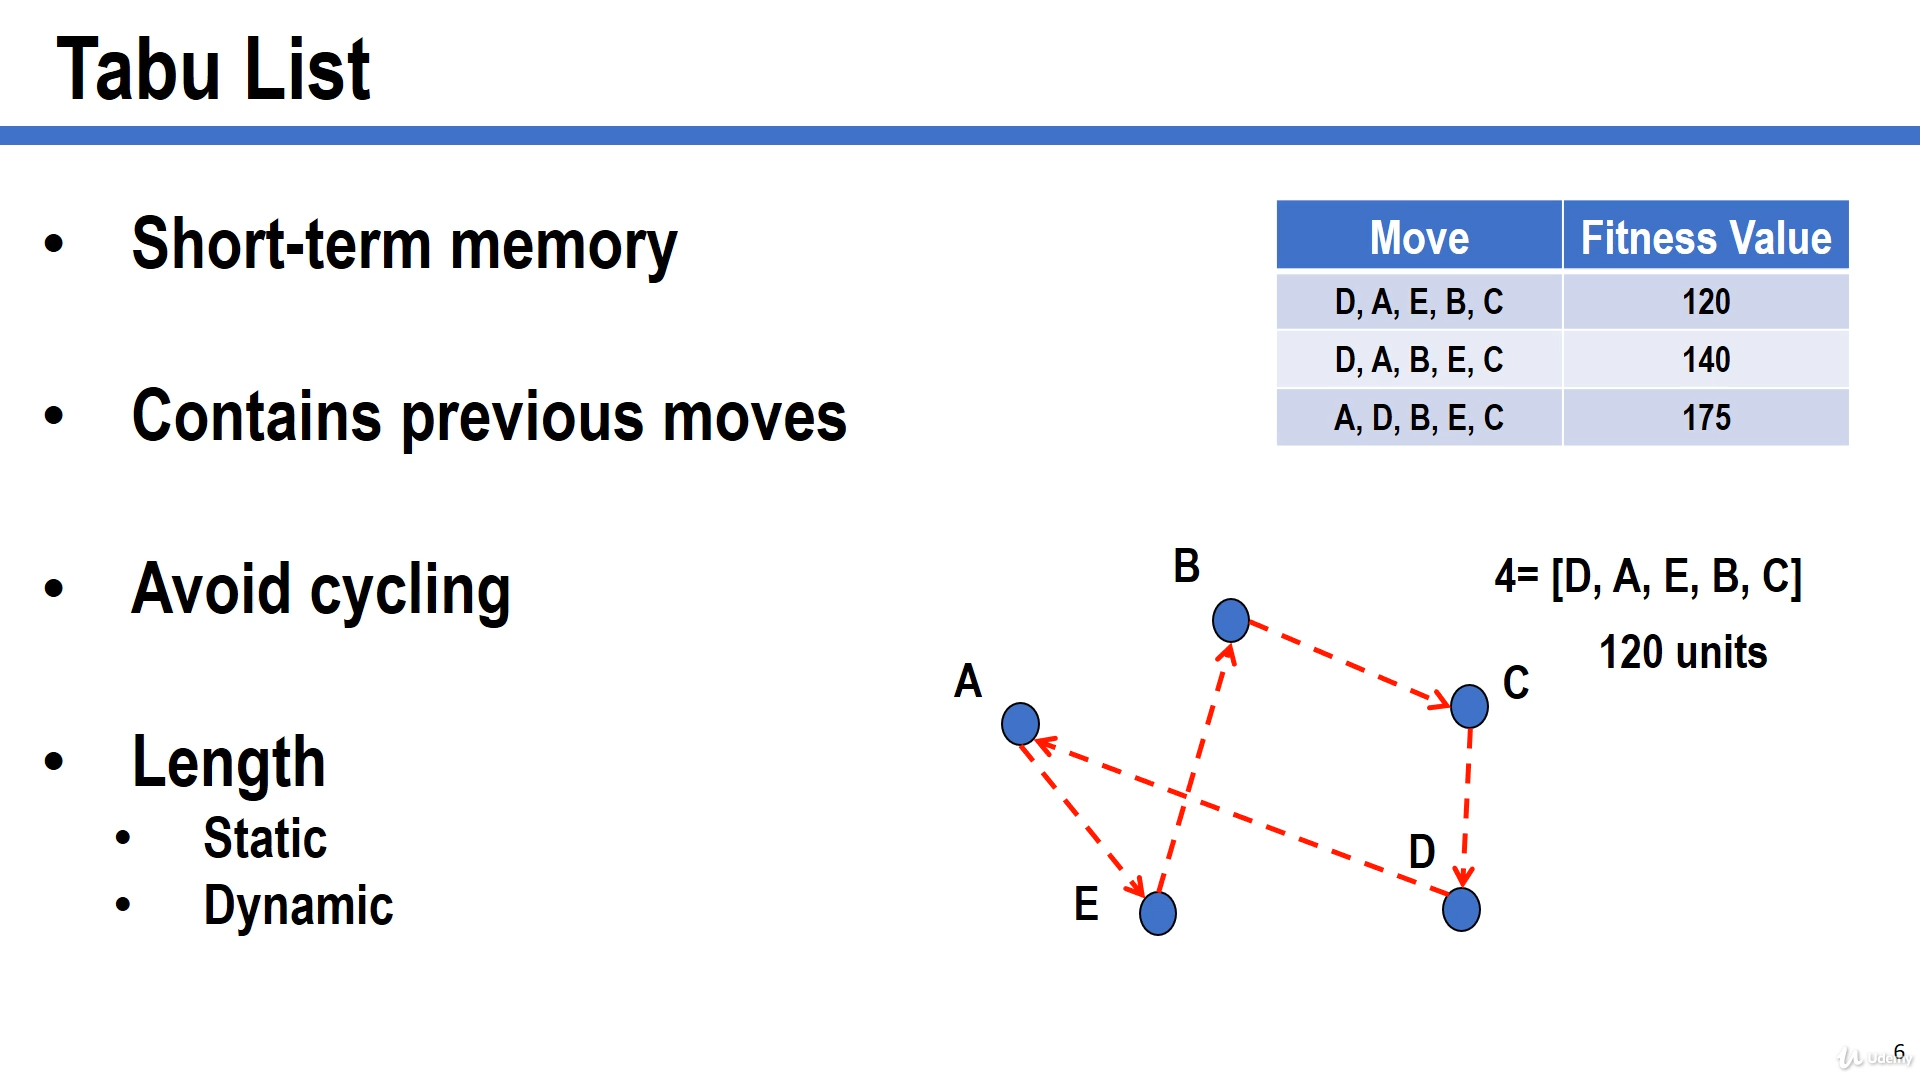 Tabu List
• Short-term memory
• Contains previous moves
• Avoid cycling
• Length
• Static
• Dynamic
Move Fitness Value
D, A, E, B, C 120
D, A, B, E, C 140
A, D, B, E, C 175
4= [D, A, E, B, C]
120 units
B
A
C
D
E
6
Udemy